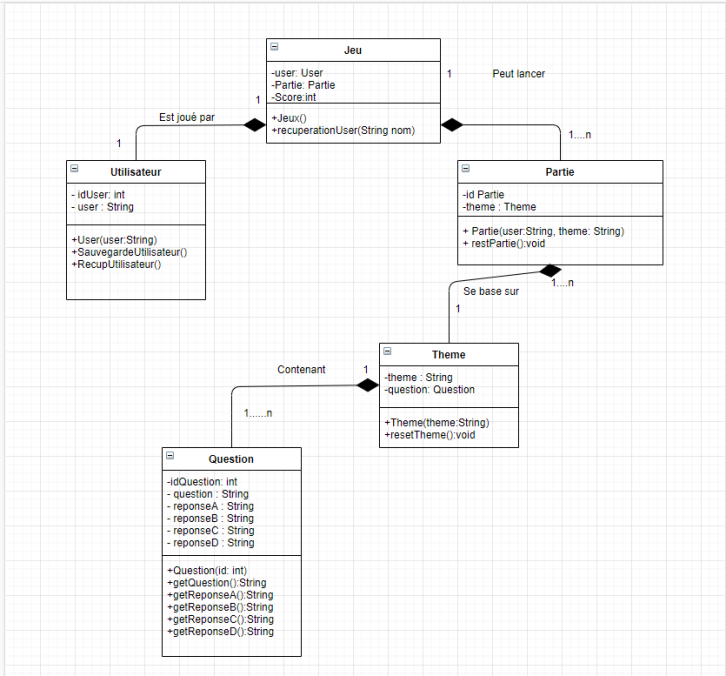 Jeu
-user: User
-Partie: Partie
-Score:int
+Jeux()
+recuperationUser(String nom)
1
Peut lancer
1
Est joué par
1
1....n
Utilisateur
- idUser: int
- user : String
+User(user:String)
+SauvegardeUtilisateur()
+RecupUtilisateur()
Partie
-id Partie
-theme : Theme
+ Partie(user:String, theme: String)
+ restPartie():void
1....n
Se base sur
1
Theme
-theme : String
-question: Question
+Theme(theme:String)
+resetTheme():void
Contenant
1
1......n
Question
-idQuestion: int
- question : String
- reponseA : String
- reponseB : String
- reponseC : String
- reponseD : String
+Question(id: int)
+getQuestion():String
+getReponseA():String
+getReponseB():String
+getReponseC():String
+getReponseD():String